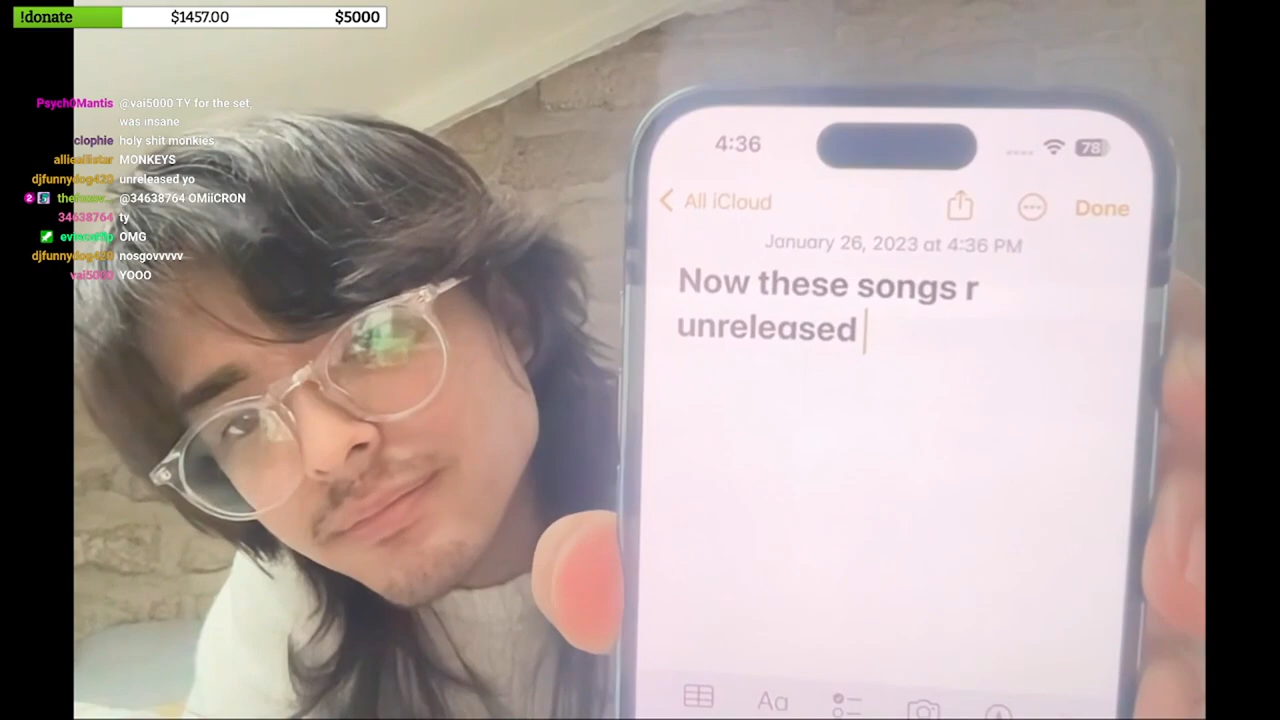 !donate $1457.00 $5000
Psych0Mantis @vai5000 TY for the set,
was insane
clophie holy shit monkies
MONKEYS
unreleased yo
@34638764 OMiiCRON
34638764 ty
OMG
nosgovvvvv
vai5000 YOOO
4:36 78
All iCloud Done
January 26, 2023 at 4:36 PM
Now these songs r
unreleased
Aa